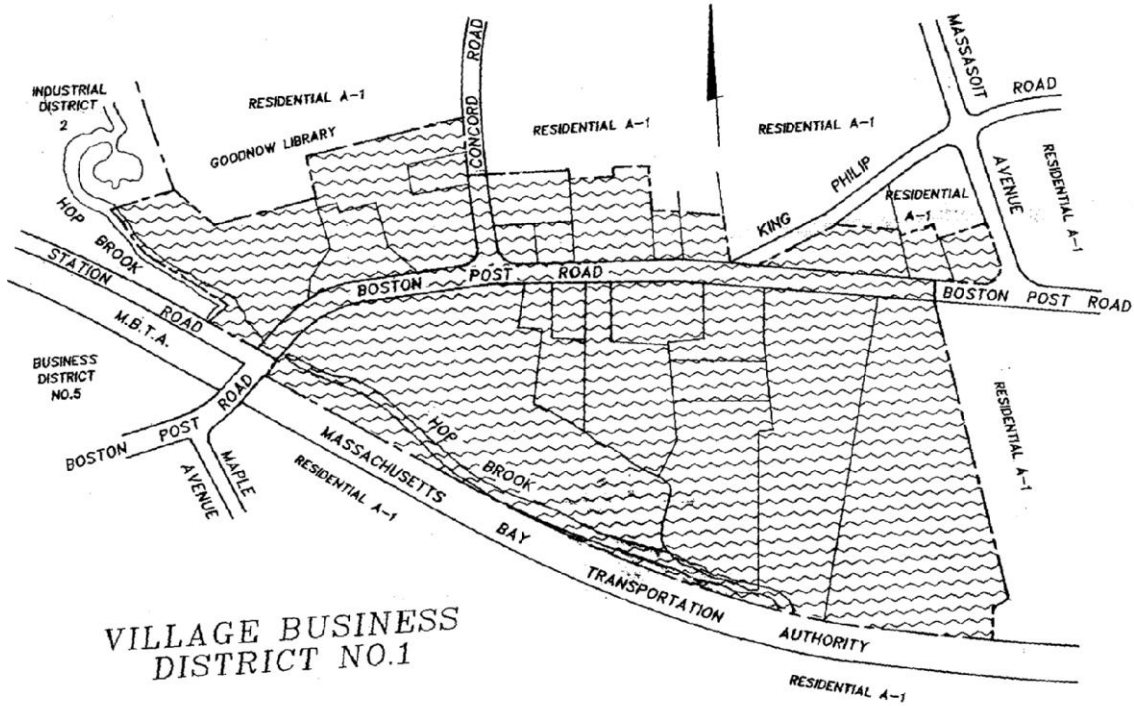 INDUSTRIAL
DISTRICT
2
RESIDENTIAL A-1
GOODNOW LIBRARY
CONCORD ROAD
RESIDENTIAL A-1
RESIDENTIAL A-1
MASSASOIT
ROAD
AVENUE
RESIDENTIAL A-1
KING PHILIP
RESIDENTIAL
A-1
HOP BROOK
STATION ROAD
M.B.T.A.
BOSTON POST ROAD
BOSTON POST ROAD
BUSINESS
DISTRICT
NO.5
BOSTON POST ROAD
MAPLE
AVENUE
HOP BROOK
RESIDENTIAL A-1
MASSACHUSETTS BAY TRANSPORTATION AUTHORITY
RESIDENTIAL A-1
RESIDENTIAL A-1
VILLAGE BUSINESS
DISTRICT NO.1